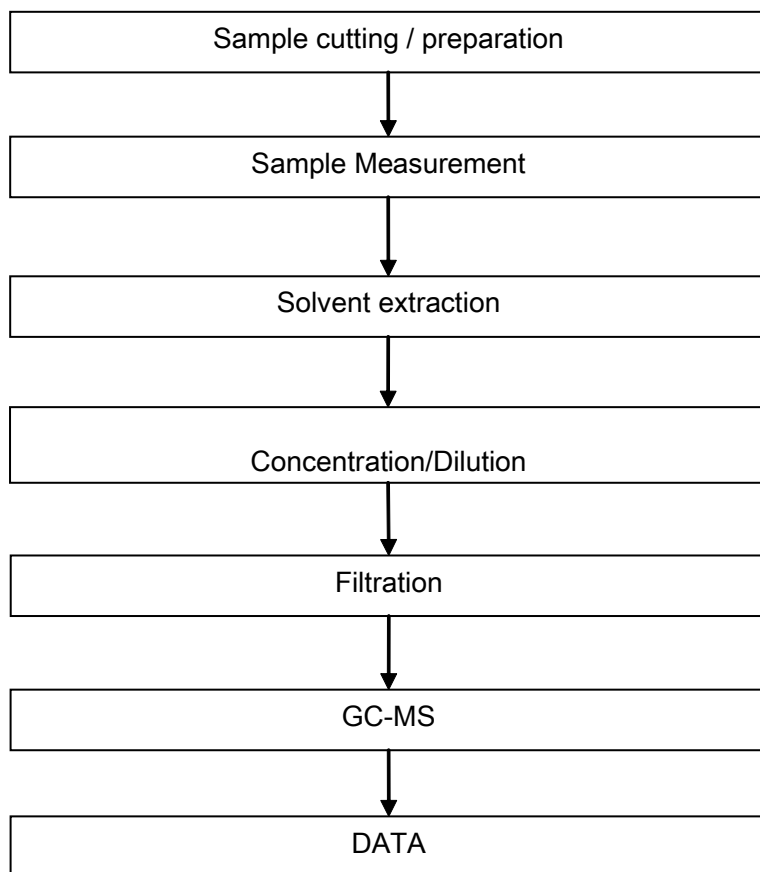 Sample cutting / preparation
Sample Measurement
Solvent extraction
Concentration/Dilution
Filtration
GC-MS
DATA